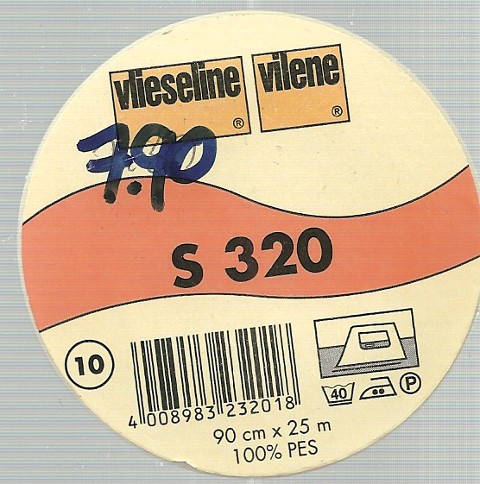 vlieseline ® vilene ®
7.90
S 320
10
4 008983 232018
40 P
90 cm x 25 m
100% PES